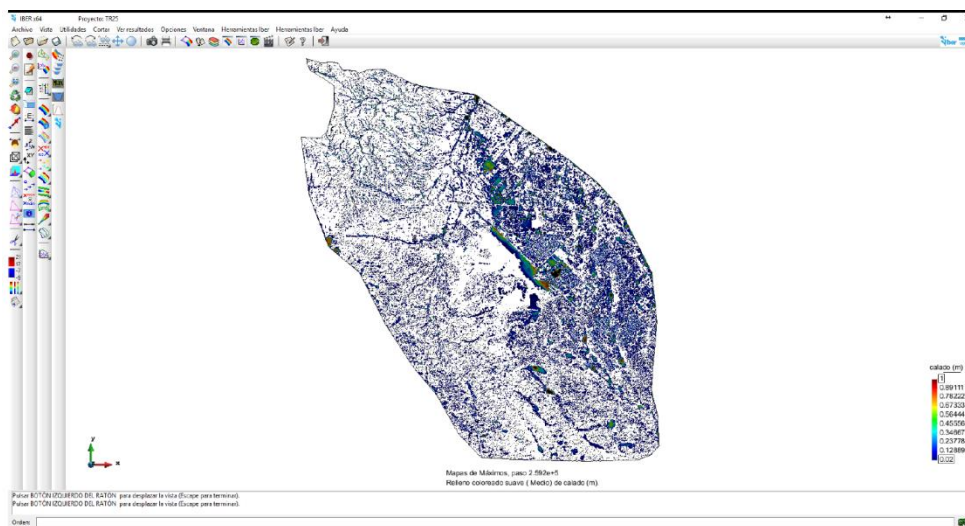 IBER x64 Proyecto: TR25
Archivo Vista Utilidades Cortar Ver resultados Opciones Ventana Herramientas Iber Herramientas Iber Ayuda
Iber
calado (m)
1
0.89111
0.78222
0.67333
0.56444
0.45556
0.34667
0.23778
0.12889
0.02
y
x
Mapas de Máximos, paso 2.592e+5
Relleno coloreado suave ( Medio) de calado (m).
Pulsar BOTÓN IZQUIERDO DEL RATÓN para desplazar la vista (Escape para terminar).
Pulsar BOTÓN IZQUIERDO DEL RATÓN para desplazar la vista (Escape para terminar).
Orden: